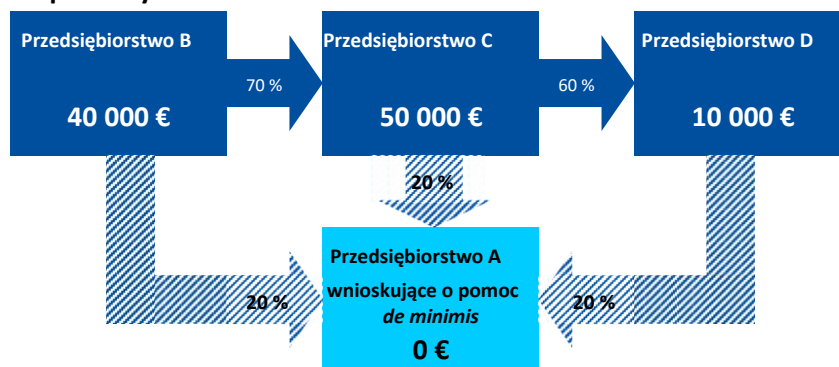 Przedsiębiorstwo B
40 000 €
70 %
Przedsiębiorstwo C
50 000 €
60 %
Przedsiębiorstwo D
10 000 €
20 %
20 %
20 %
Przedsiębiorstwo A
wnioskujące o pomoc
de minimis
0 €